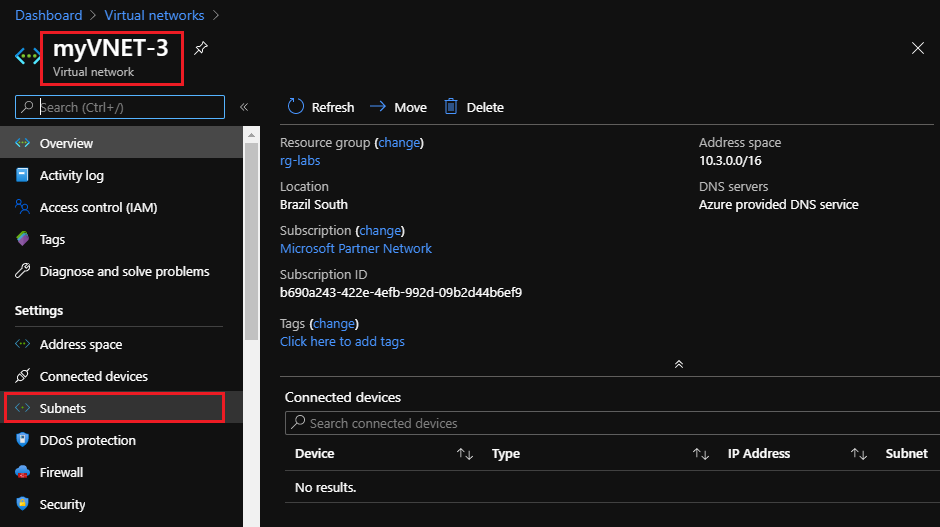 Dashboard > Virtual networks >
myVNET-3
Virtual network
Search (Ctrl+/)
«
Overview
Activity log
Access control (IAM)
Tags
Diagnose and solve problems
Settings
Address space
Connected devices
Subnets
DDoS protection
Firewall
Security
Refresh
Move
Delete
Resource group (change)
rg-labs
Location
Brazil South
Subscription (change)
Microsoft Partner Network
Subscription ID
b690a243-422e-4efb-992d-09b2d44b6ef9
Tags (change)
Click here to add tags
Address space
10.3.0.0/16
DNS servers
Azure provided DNS service
Connected devices
Search connected devices
Device ↑↓ Type ↑↓ IP Address ↑↓ Subnet
No results.